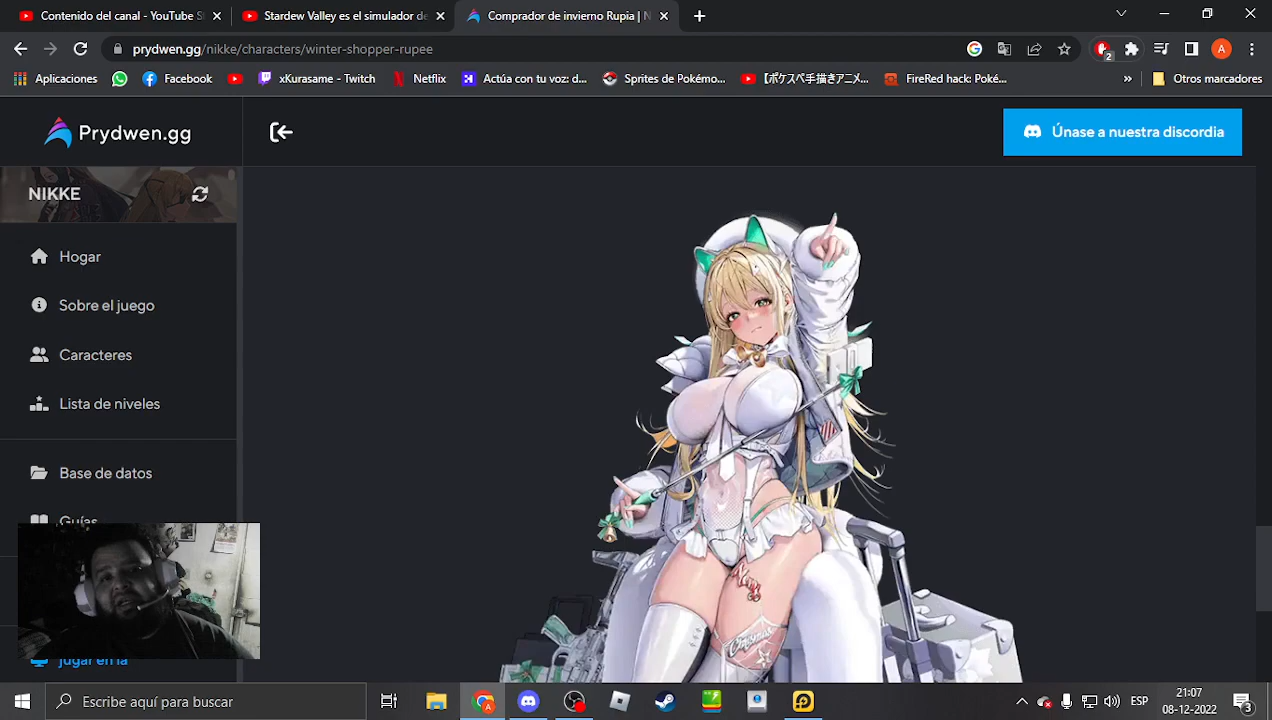 Contenido del canal - YouTube S
Stardew Valley es el simulador de
Comprador de invierno Rupia | N
prydwen.gg/nikke/characters/winter-shopper-rupee
A
2
Aplicaciones
Facebook
xKurasame - Twitch
Netflix
Actúa con tu voz: d...
Sprites de Pokémo...
【ポケスペ手描きアニメ...
FireRed hack: Poké...
»
Otros marcadores
Prydwen.gg
Únase a nuestra discordia
NIKKE
Hogar
Sobre el juego
Caracteres
Lista de niveles
Base de datos
Guías
jugar en la
Christmas
Escribe aquí para buscar
ESP
21:07
08-12-2022
3